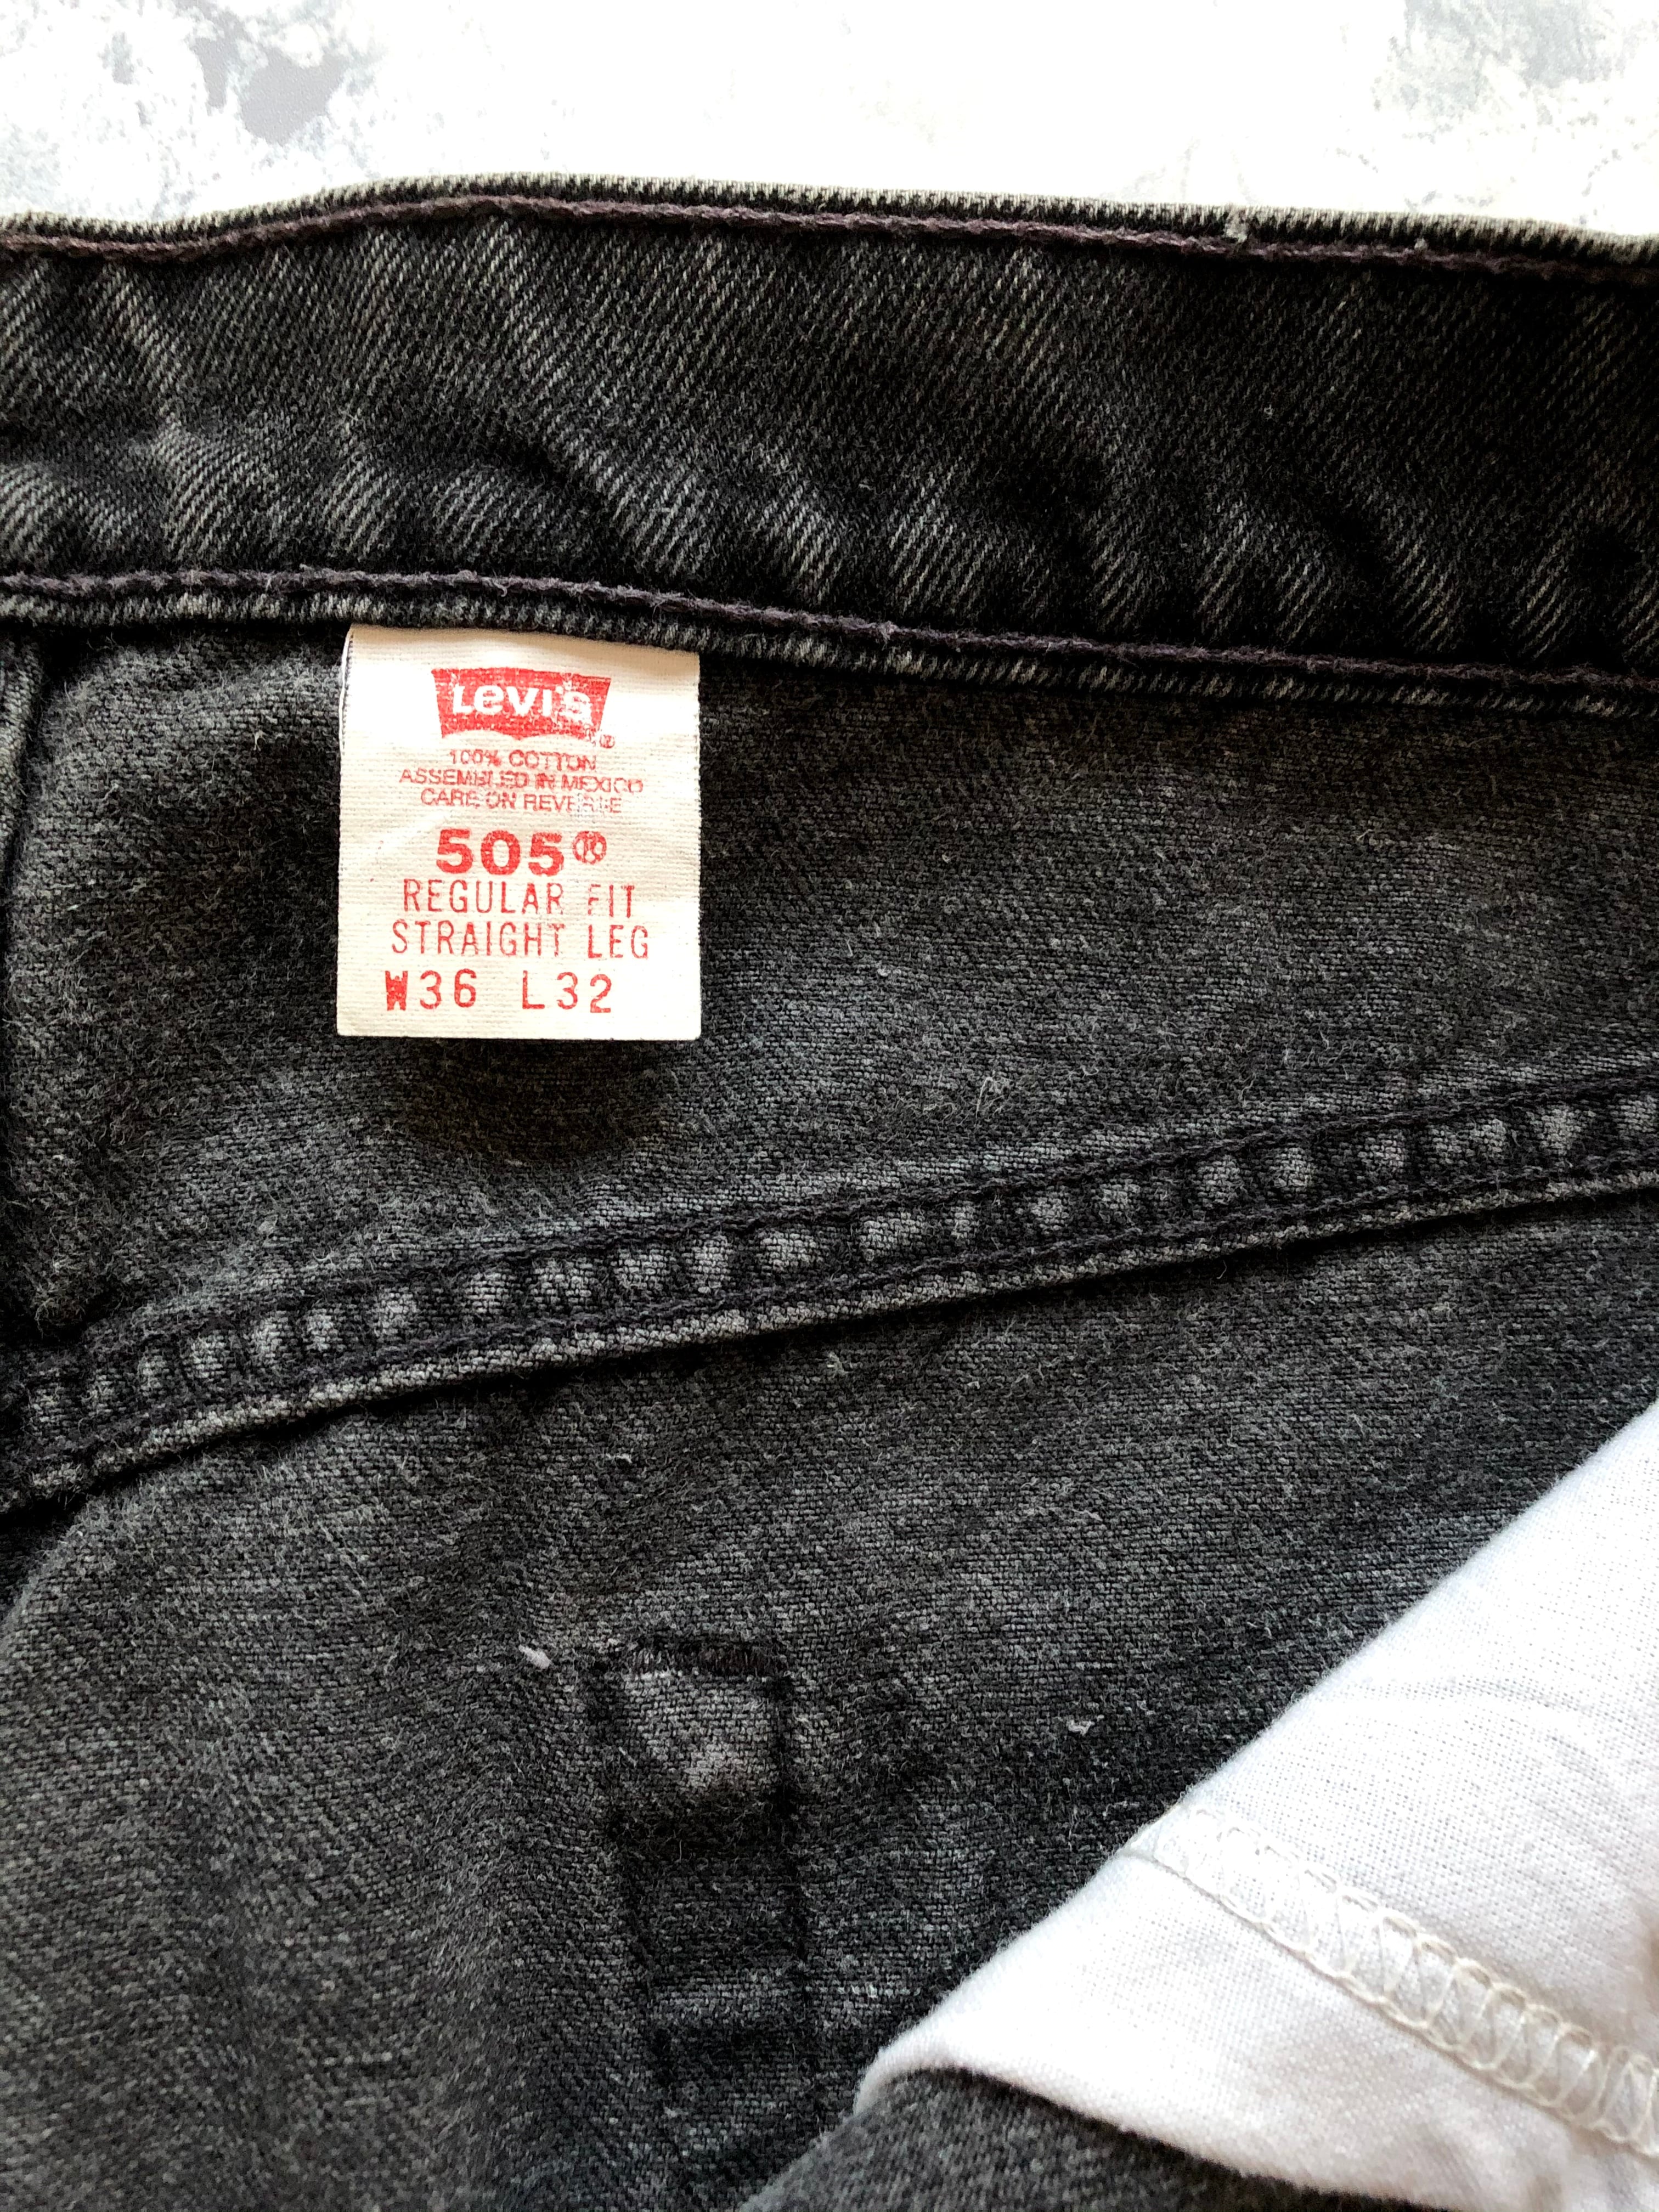 Levi's®
100% COTTON
ASSEMBLED IN MEXICO
CARE ON REVERSE
505®
REGULAR FIT
STRAIGHT LEG
W36 L32